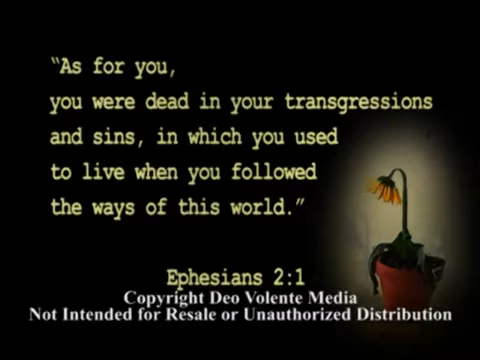 “As for you,
you were dead in your transgressions
and sins, in which you used
to live when you followed
the ways of this world.”
Ephesians 2:1
Copyright Deo Volente Media
Not Intended for Resale or Unauthorized Distribution